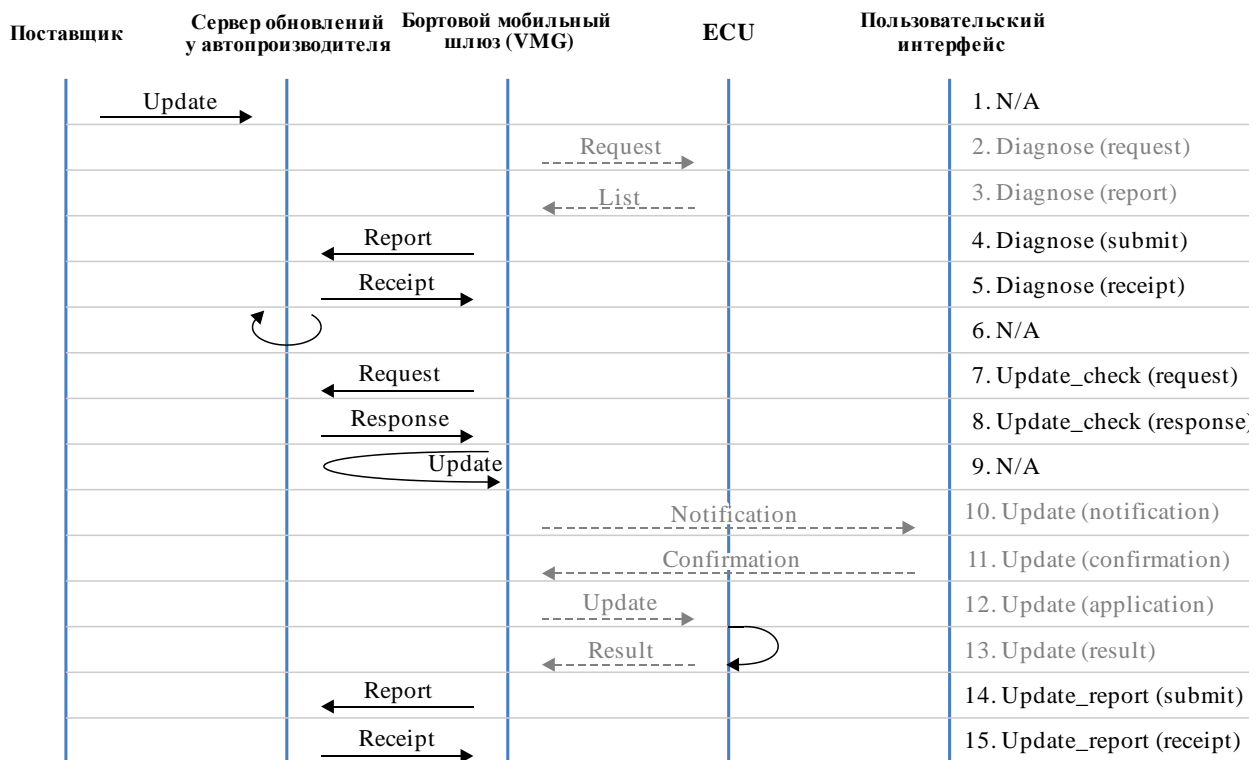 Поставщик
Сервер обновлений
у автопроизводителя
Бортовой мобильный
шлюз (VMG)
ECU
Пользовательский
интерфейс
Update
1. N/A
Request
2. Diagnose (request)
List
3. Diagnose (report)
Report
4. Diagnose (submit)
Receipt
5. Diagnose (receipt)
6. N/A
Request
7. Update_check (request)
Response
8. Update_check (response)
Update
9. N/A
Notification
10. Update (notification)
Confirmation
11. Update (confirmation)
Update
12. Update (application)
Result
13. Update (result)
Report
14. Update_report (submit)
Receipt
15. Update_report (receipt)